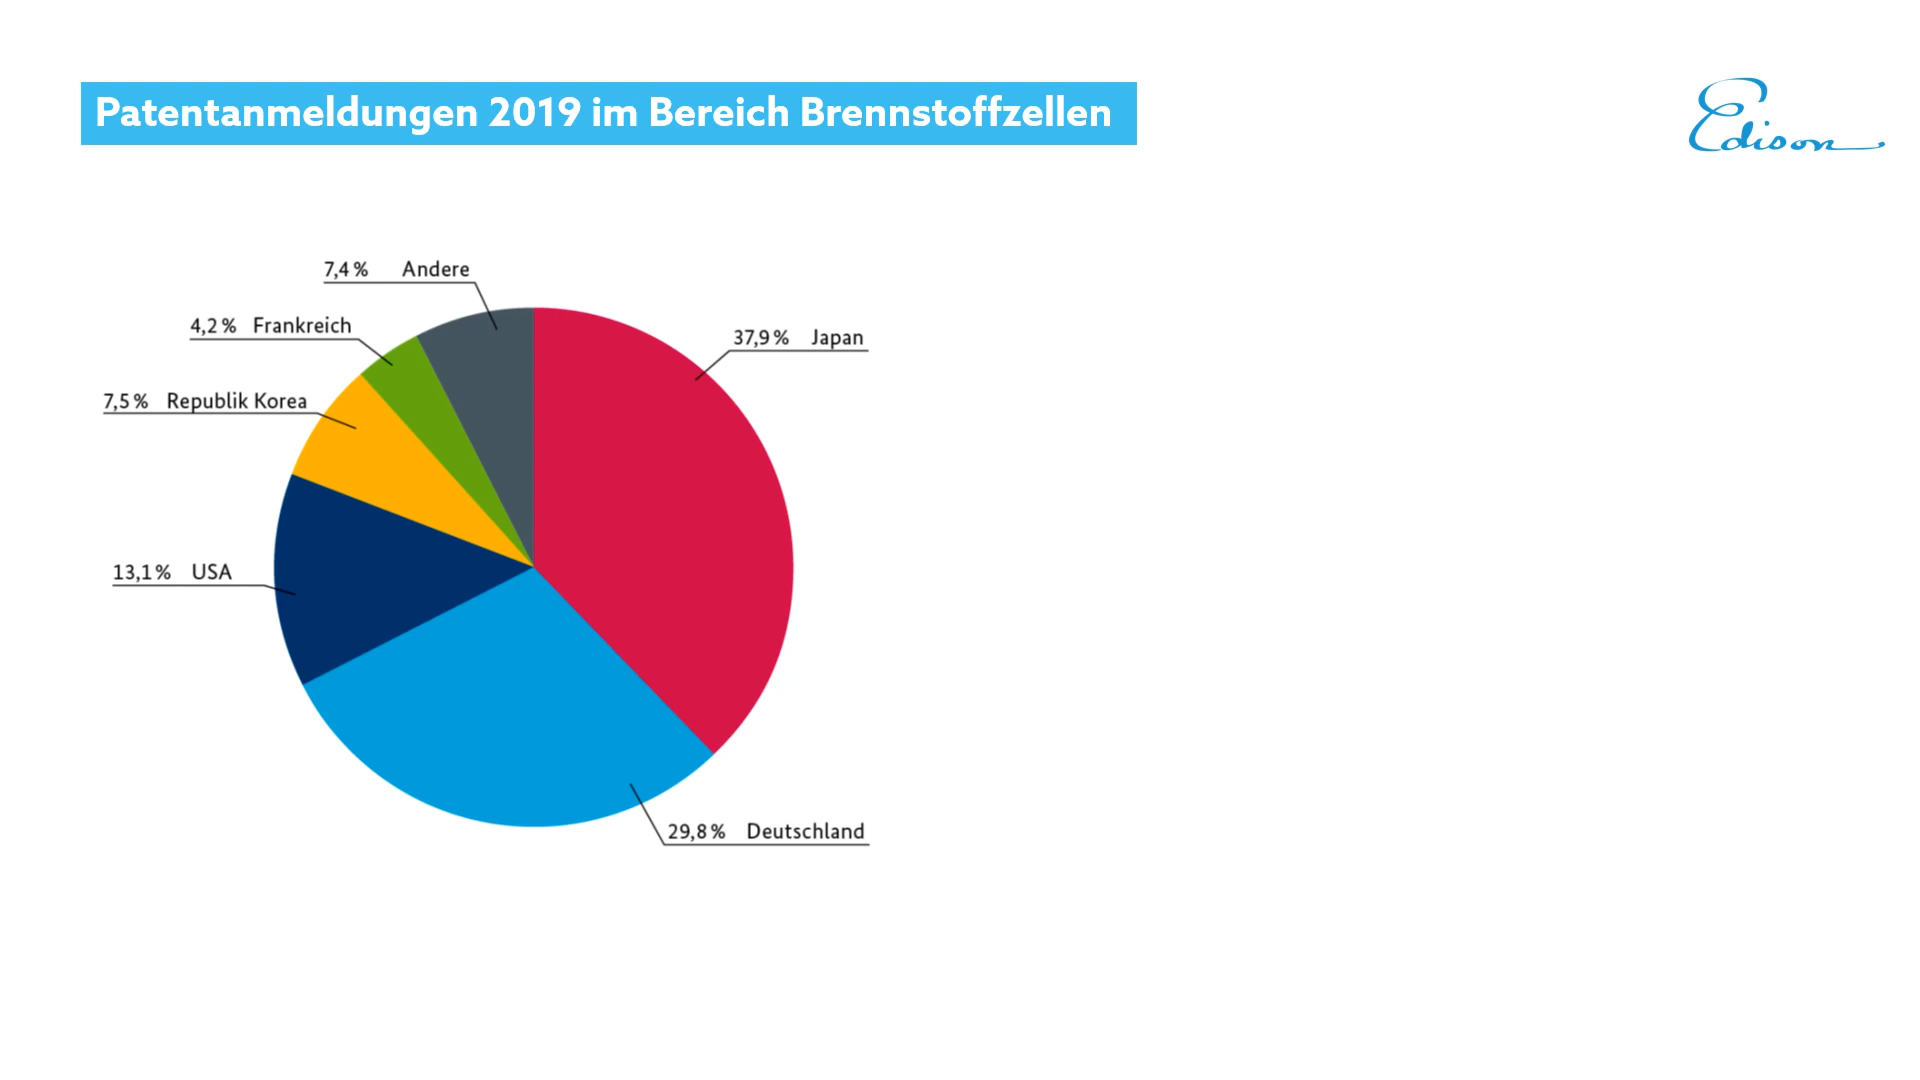 Patentanmeldungen 2019 im Bereich Brennstoffzellen
Edison
7,4 % Andere
4,2 % Frankreich
37,9 % Japan
7,5 % Republik Korea
13,1 % USA
29,8 % Deutschland